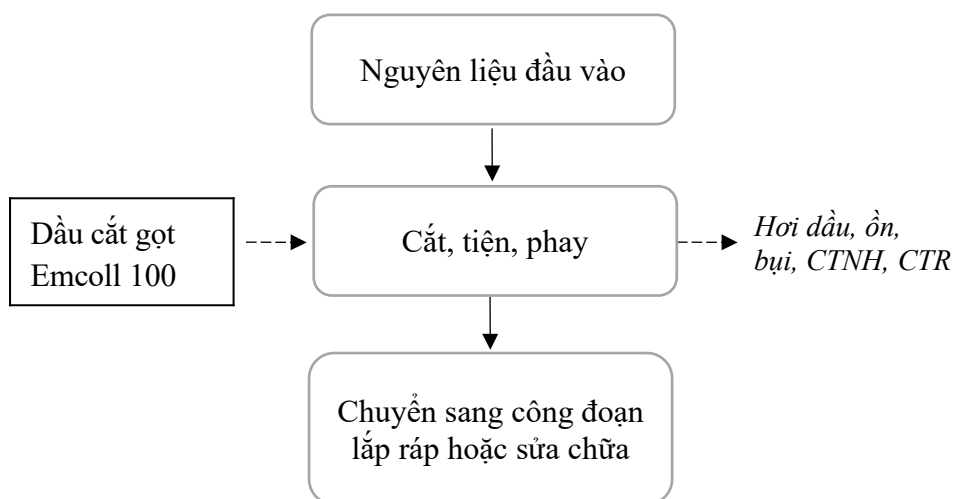 Nguyên liệu đầu vào
Dầu cắt gọt
Emcoll 100
Cắt, tiện, phay
Hơi dầu, ồn,
bụi, CTNH, CTR
Chuyển sang công đoạn
lắp ráp hoặc sửa chữa